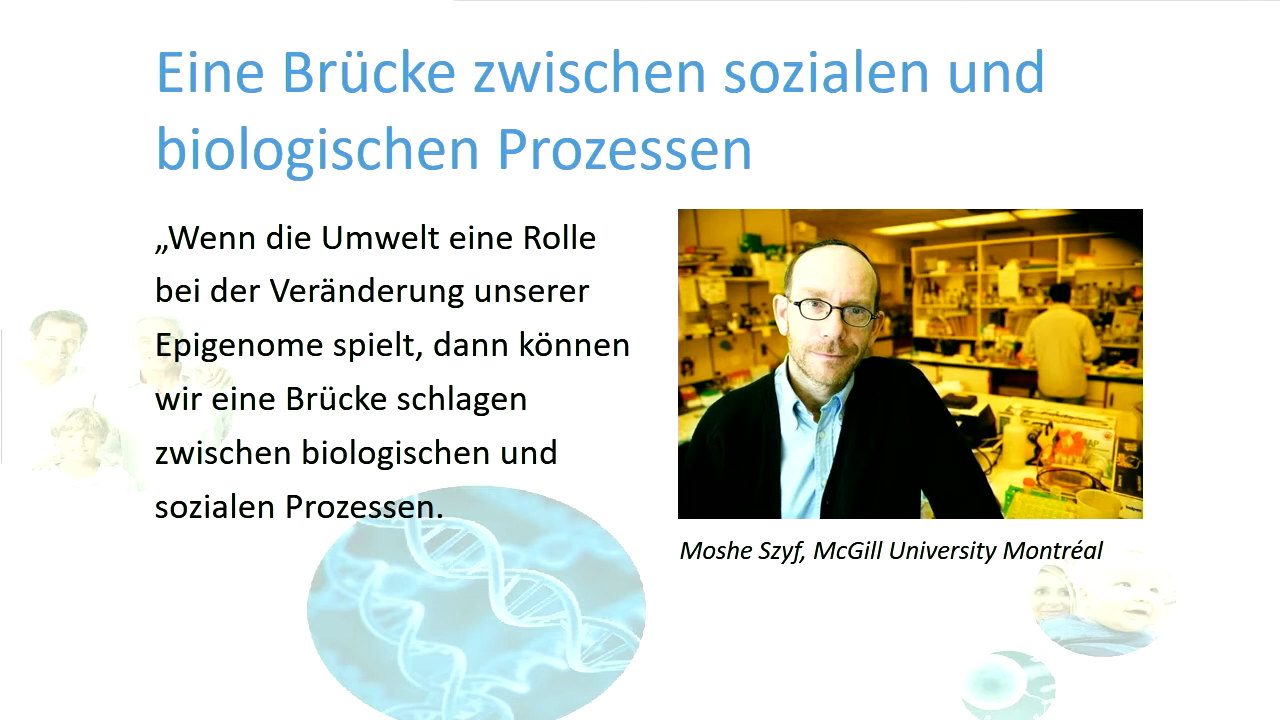 Eine Brücke zwischen sozialen und
biologischen Prozessen
„Wenn die Umwelt eine Rolle
bei der Veränderung unserer
Epigenome spielt, dann können
wir eine Brücke schlagen
zwischen biologischen und
sozialen Prozessen.
Moshe Szyf, McGill University Montréal